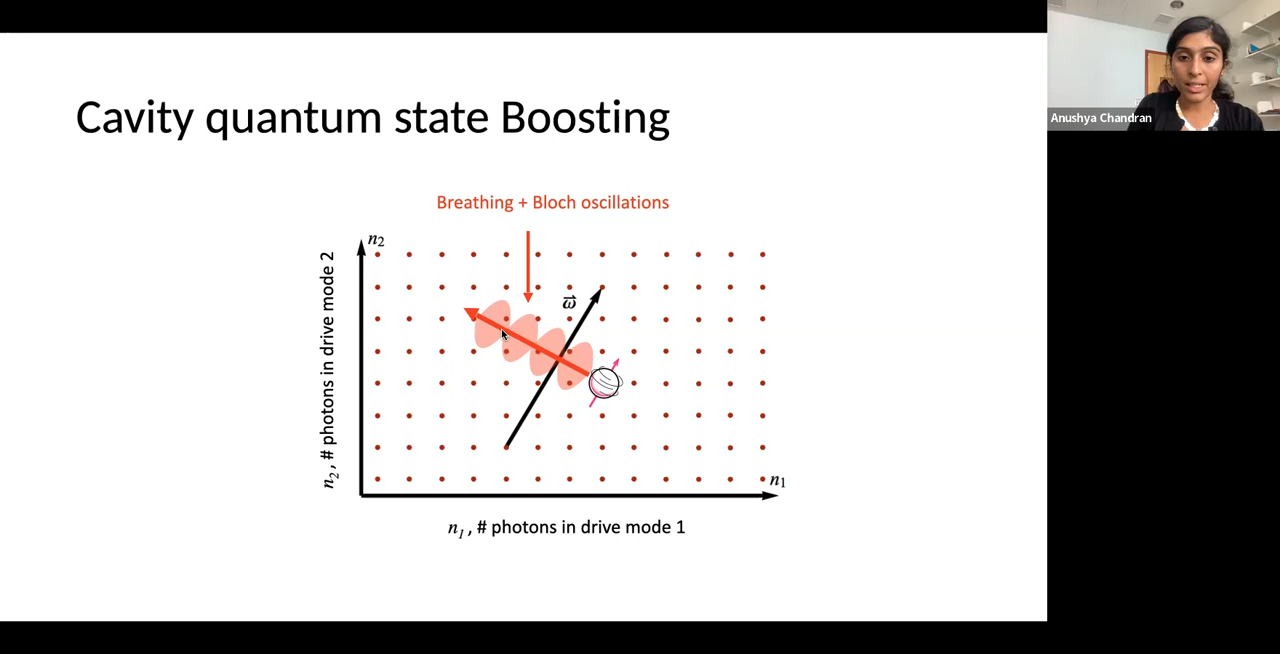 Cavity quantum state Boosting
Anushya Chandran
Breathing + Bloch oscillations
n₂
n₂, # photons in drive mode 2
ω⃗
n₁
n₁, # photons in drive mode 1